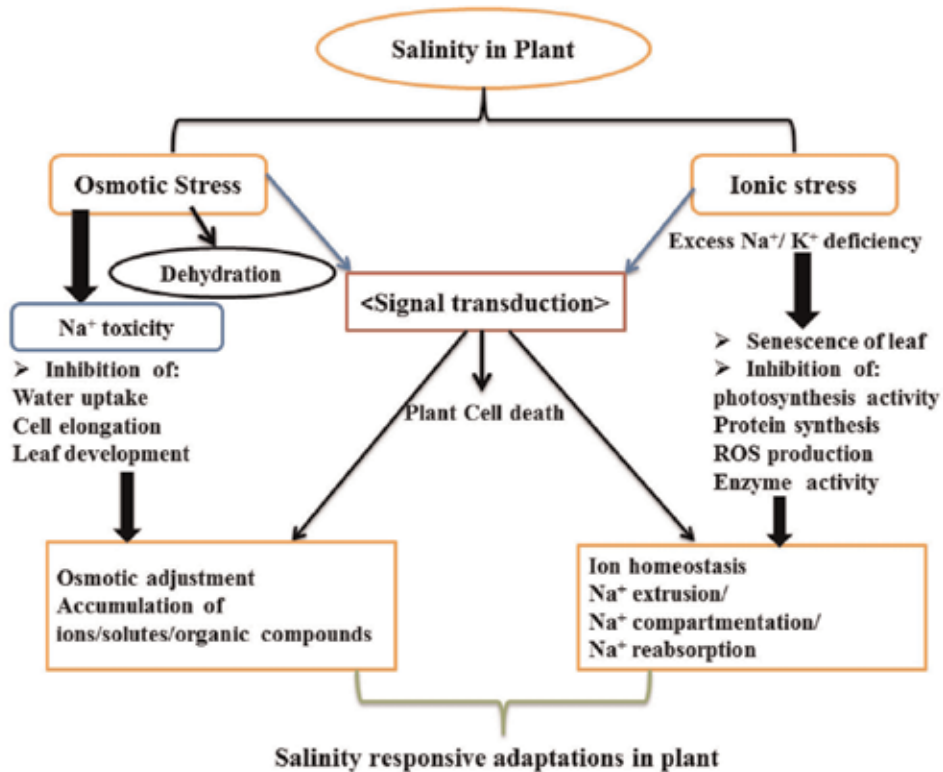 Salinity in Plant
Osmotic Stress
Ionic stress
Dehydration
Excess Na⁺/ K⁺ deficiency
<Signal transduction>
Na⁺ toxicity
➢ Inhibition of:
Water uptake
Cell elongation
Leaf development
Plant Cell death
➢ Senescence of leaf
➢ Inhibition of:
photosynthesis activity
Protein synthesis
ROS production
Enzyme activity
Osmotic adjustment
Accumulation of
ions/solutes/organic compounds
Ion homeostasis
Na⁺ extrusion/
Na⁺ compartmentation/
Na⁺ reabsorption
Salinity responsive adaptations in plant